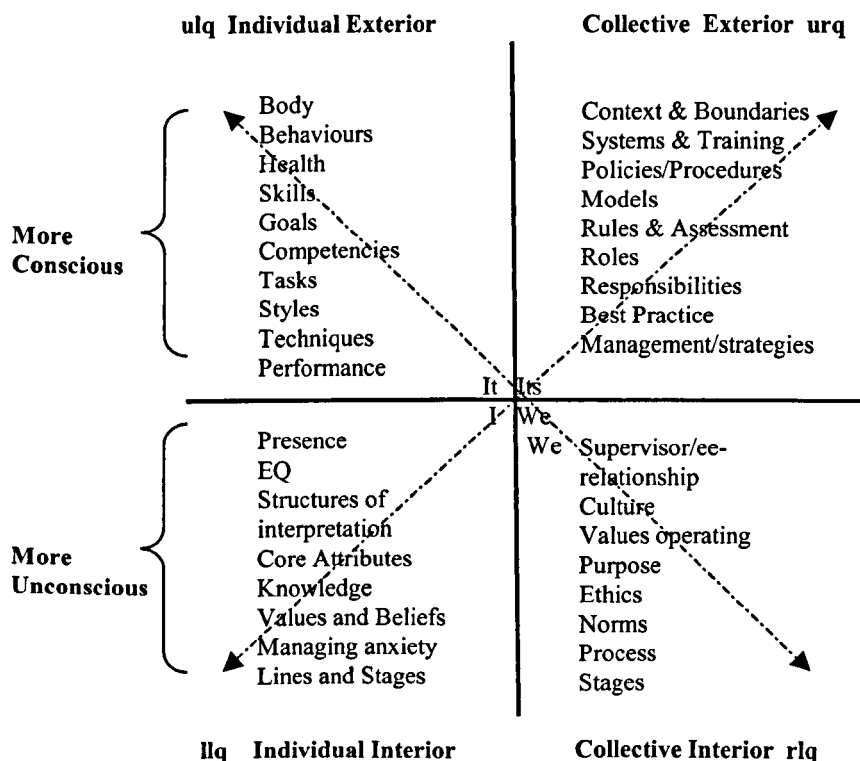 ulq Individual Exterior
Collective Exterior urq
More
Conscious
Body
Behaviours
Health
Skills
Goals
Competencies
Tasks
Styles
Techniques
Performance
Context & Boundaries
Systems & Training
Policies/Procedures
Models
Rules & Assessment
Roles
Responsibilities
Best Practice
Management/strategies
It Its
I We
We
More
Unconscious
Presence
EQ
Structures of
interpretation
Core Attributes
Knowledge
Values and Beliefs
Managing anxiety
Lines and Stages
Supervisor/ee-
relationship
Culture
Values operating
Purpose
Ethics
Norms
Process
Stages
llq Individual Interior
Collective Interior rlq